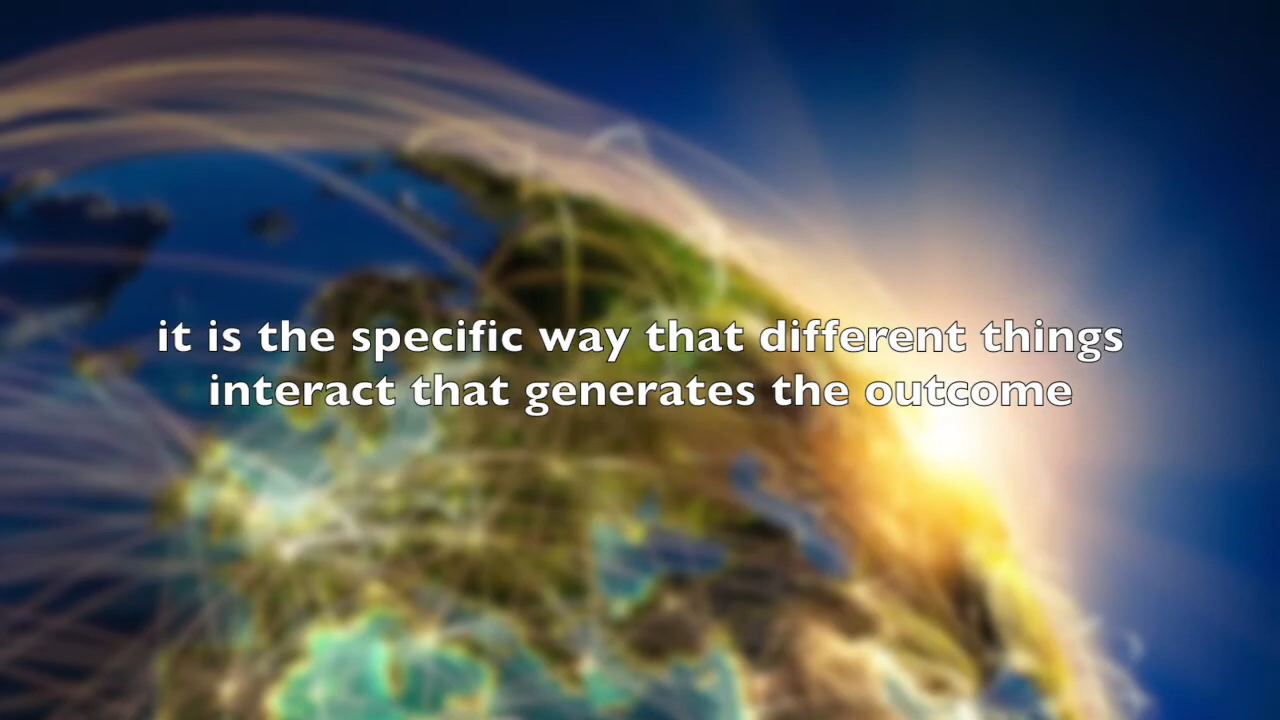 it is the specific way that different things
interact that generates the outcome